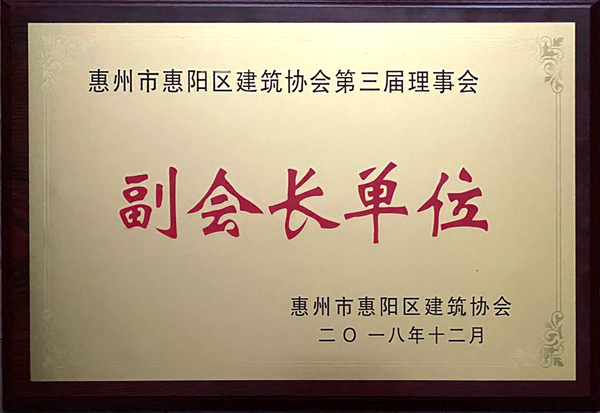 惠州市惠阳区建筑协会第三届理事会
副会长单位
惠州市惠阳区建筑协会
二〇一八年十二月